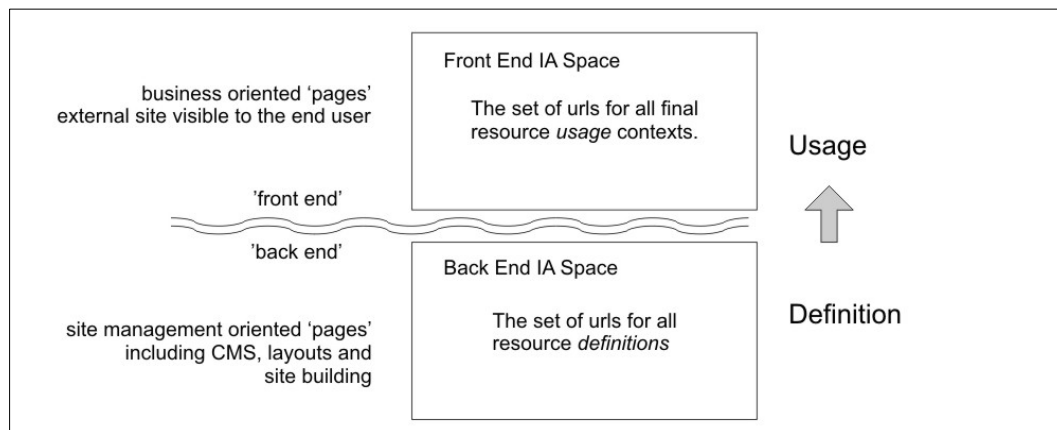 Front End IA Space
business oriented ‘pages’
external site visible to the end user
The set of urls for all final
resource usage contexts.
Usage
’front end’
’back end’
Back End IA Space
site management oriented ‘pages’
including CMS, layouts and
site building
The set of urls for all
resource definitions
Definition